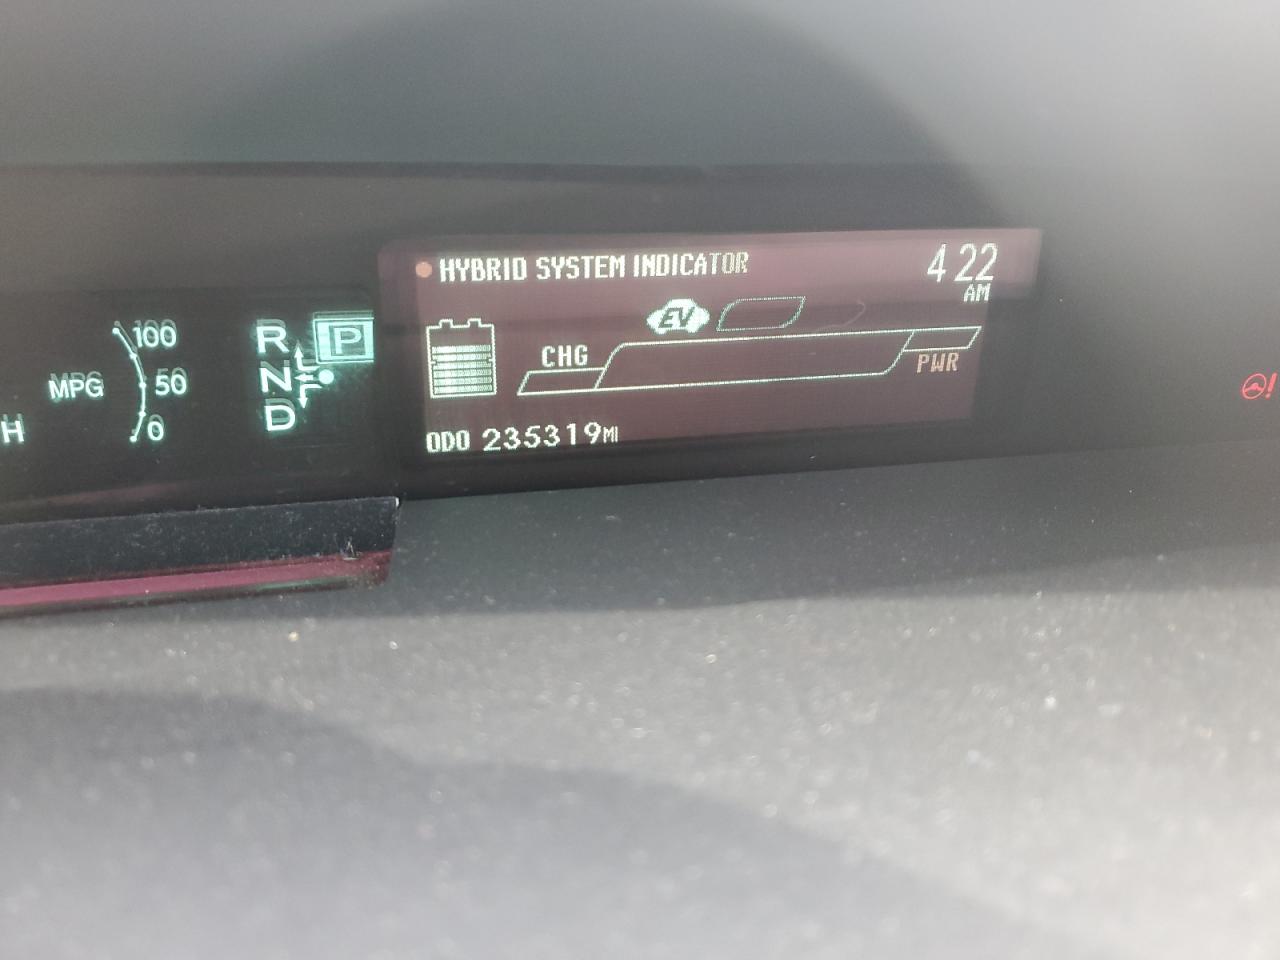 HYBRID SYSTEM INDICATOR
4 22
AM
EV
CHG
PWR
ODO 235319MI
100
MPG
50
0
H
R
P
N
D
!